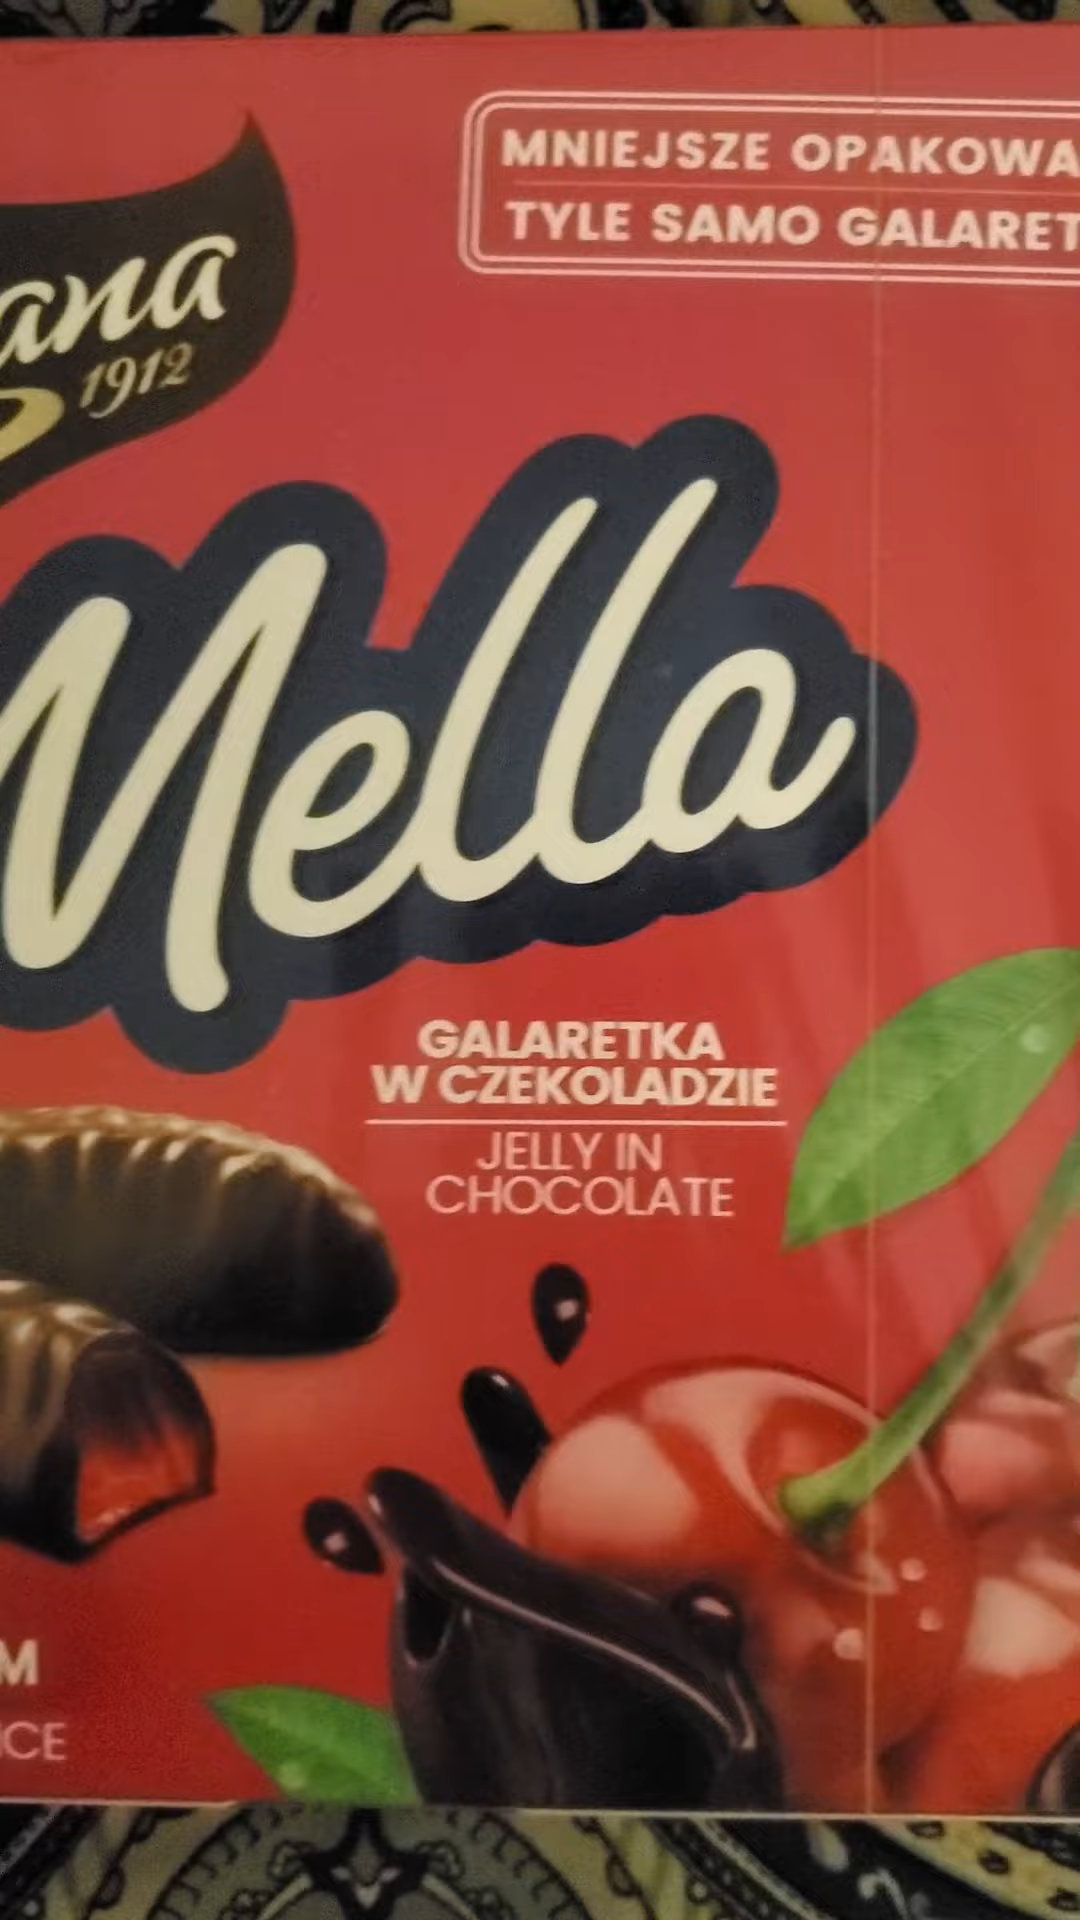 MNIEJSZE OPAKOWA
TYLE SAMO GALARET
ana
1912
Mella
GALARETKA
W CZEKOLADZIE
JELLY IN
CHOCOLATE
M
ICE